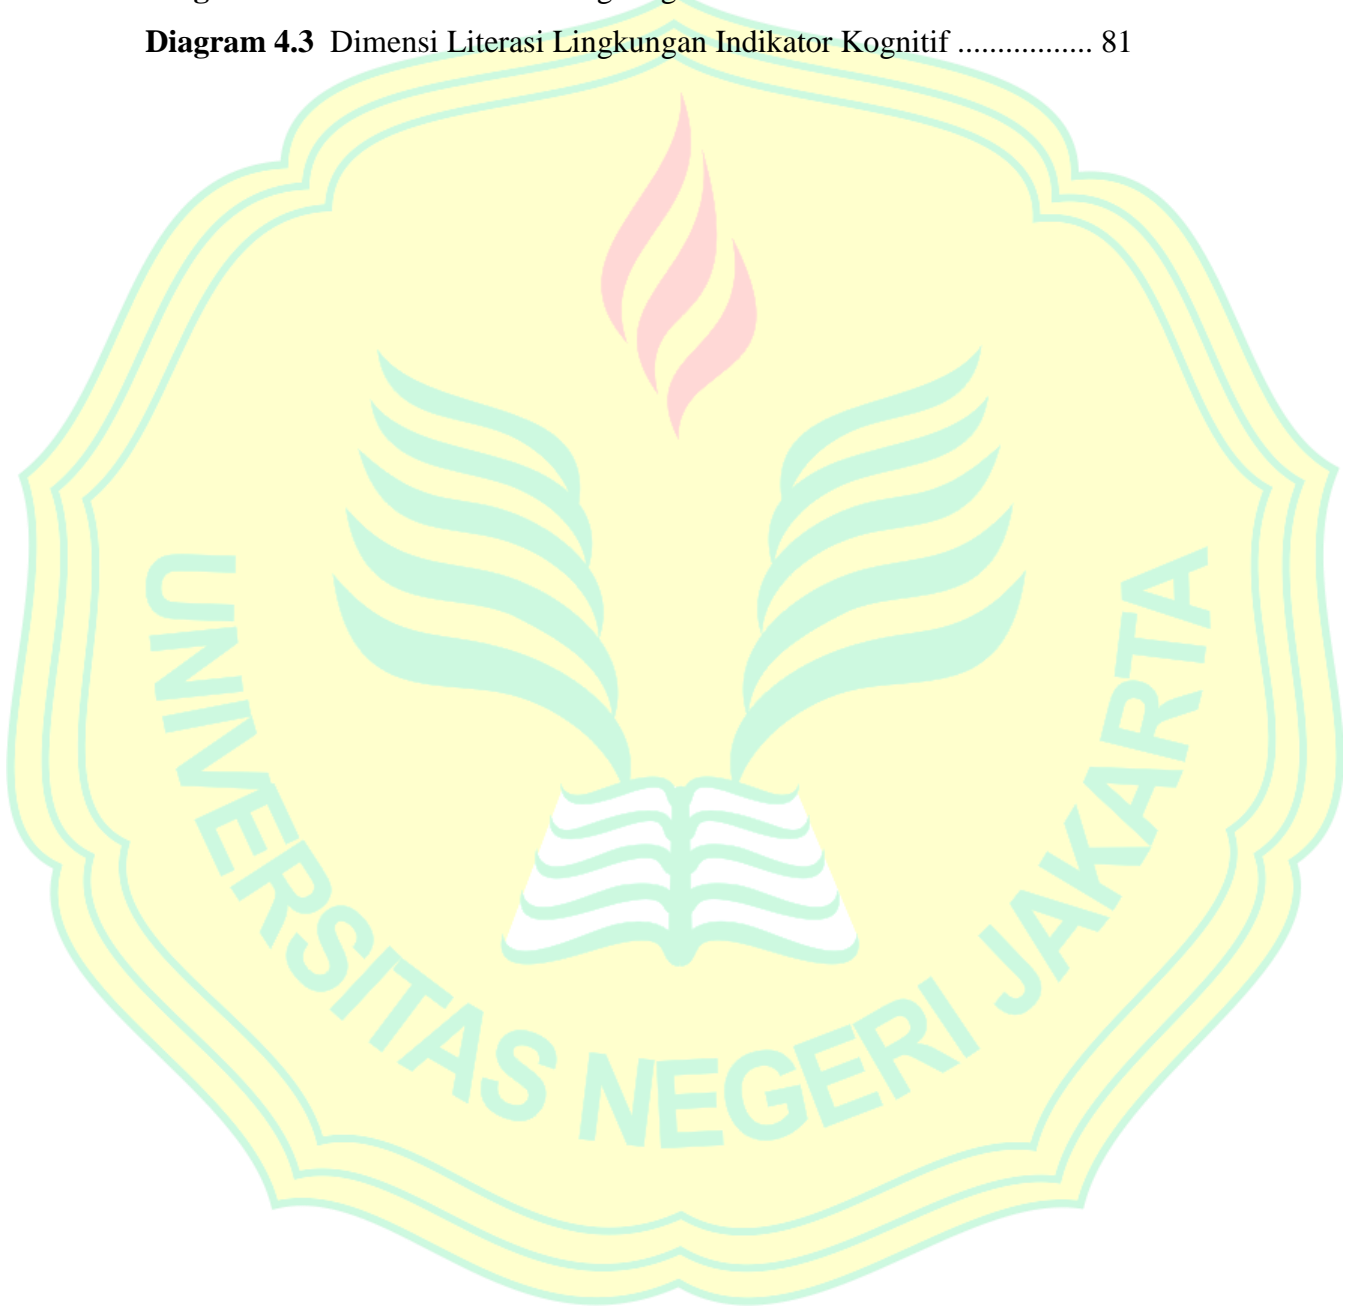 Diagram 4.3 Dimensi Literasi Lingkungan Indikator Kognitif ................. 81
UNIVERSITAS NEGERI JAKARTA